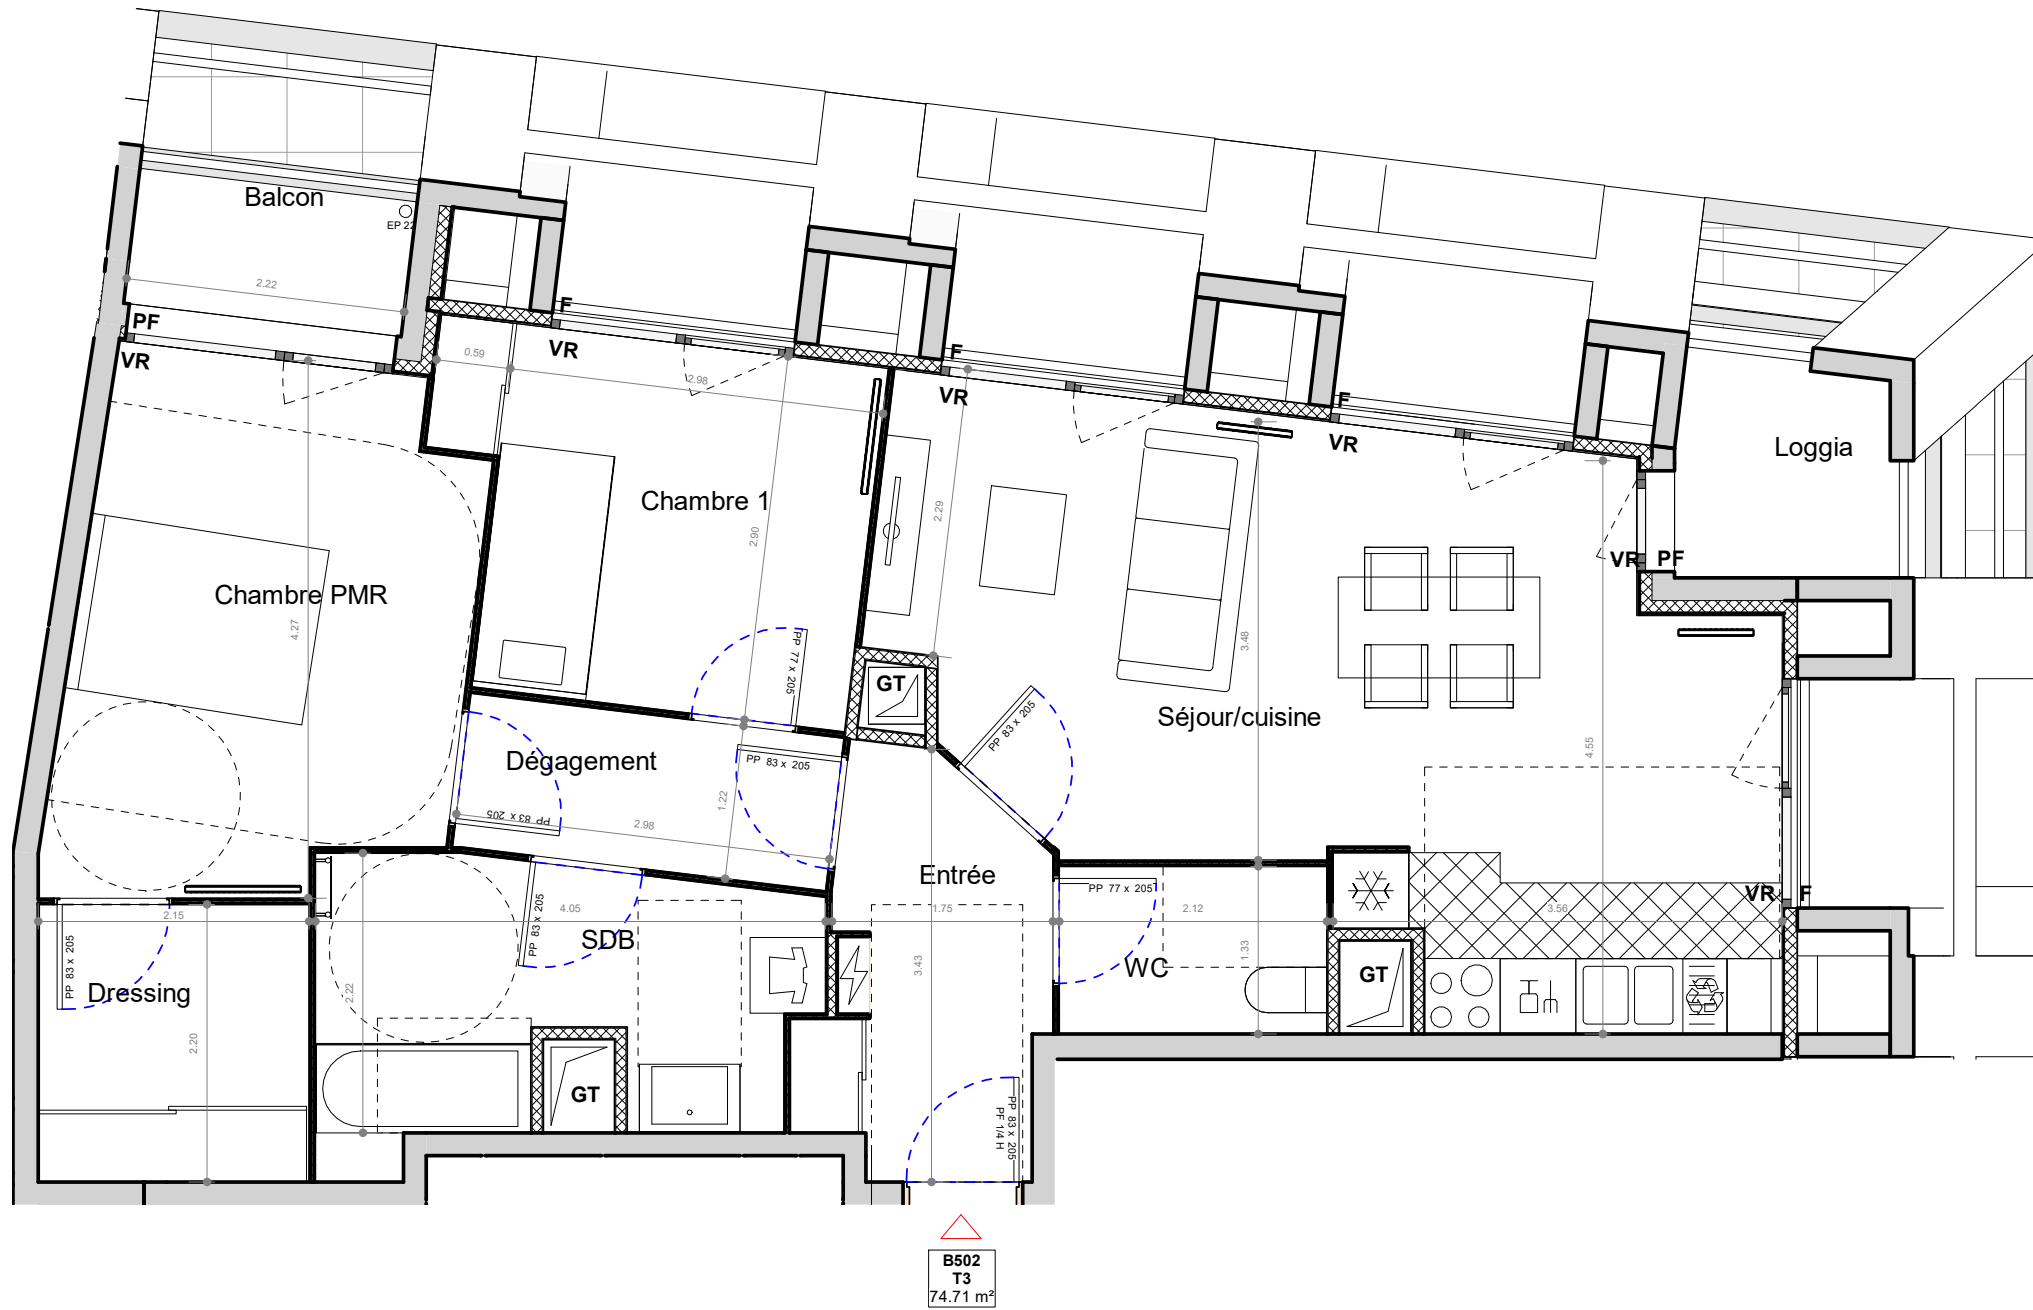 Balcon
EP 22
2.22
PF
VR
F
VR
0.59
2.98
F
VR
F
VR
Loggia
Chambre 1
2.90
2.29
VR
PF
Chambre PMR
4.27
3.48
PP 77 x 205
GT
Séjour/cuisine
PP 83 x 205
4.55
Dégagement
PP 83 x 205
PP 83 x 205
1.22
2.98
Entrée
PP 77 x 205
VR
F
2.15
4.05
1.75
2.12
3.56
PP 83 x 205
PP 83 x 205
SDB
3.43
1.33
WC
GT
Dressing
2.22
2.20
GT
PP 83 x 205
PF 1/4 H
B502
T3
74.71 m²